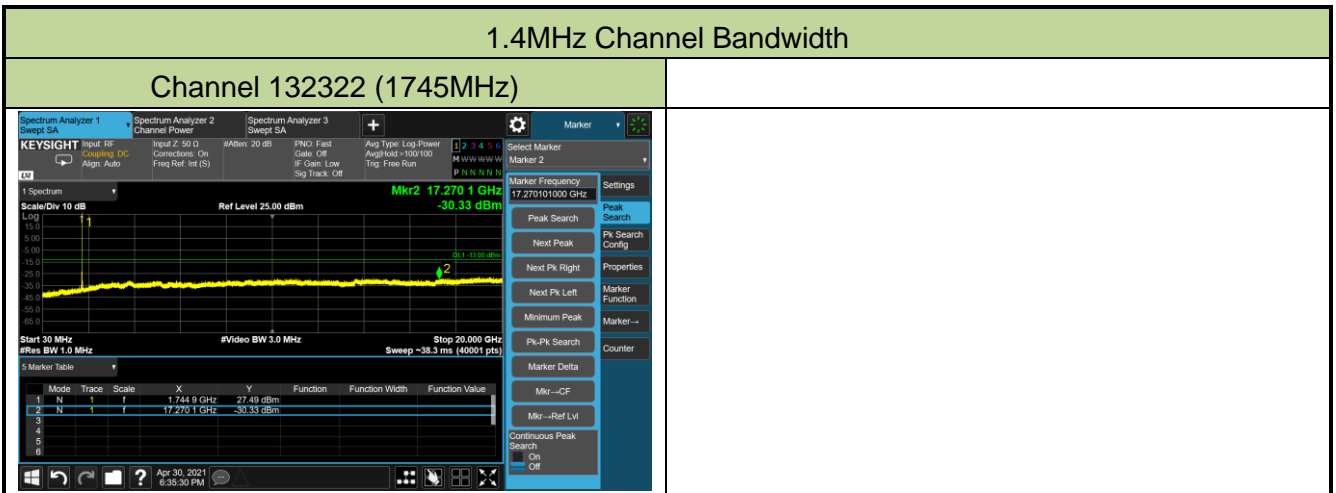 1.4MHz Channel Bandwidth
Channel 132322 (1745MHz)
Spectrum Analyzer 1
Swept SA
Spectrum Analyzer 2
Channel Power
Spectrum Analyzer 3
Swept SA
+
Marker
KEYSIGHT
Input: RF
Coupling: DC
Align: Auto
Input Z: 50 Ω
Corrections: On
Freq Ref: Int (S)
#Atten: 20 dB
PNO: Fast
Gate: Off
IF Gain: Low
Sig Track: Off
Avg Type: Log-Power
Avg|Hold:>100/100
Trig: Free Run
1 2 3 4 5 6
M W W W W W
P N N N N N
LXI
Select Marker
Marker 2
1 Spectrum
Mkr2 17.270 1 GHz
-30.33 dBm
Scale/Div 10 dB
Ref Level 25.00 dBm
Log
15.0
5.00
-5.00
-15.0
-25.0
-35.0
-45.0
-55.0
-65.0
1
DL1 -13.00 dBm
2
Start 30 MHz
#Video BW 3.0 MHz
Stop 20.000 GHz
#Res BW 1.0 MHz
Sweep ~38.3 ms (40001 pts)
Marker Frequency
17.270101000 GHz
Peak Search
Next Peak
Next Pk Right
Next Pk Left
Minimum Peak
Pk-Pk Search
Marker Delta
Mkr→CF
Mkr→Ref Lvl
Continuous Peak
Search
On
Off
Settings
Peak
Search
Pk Search
Config
Properties
Marker
Function
Marker→
Counter
5 Marker Table
Mode Trace Scale X Y Function Function Width Function Value
1 N 1 f 1.744 9 GHz 27.49 dBm
2 N 1 f 17.270 1 GHz -30.33 dBm
3
4
5
6
?
Apr 30, 2021
6:35:30 PM